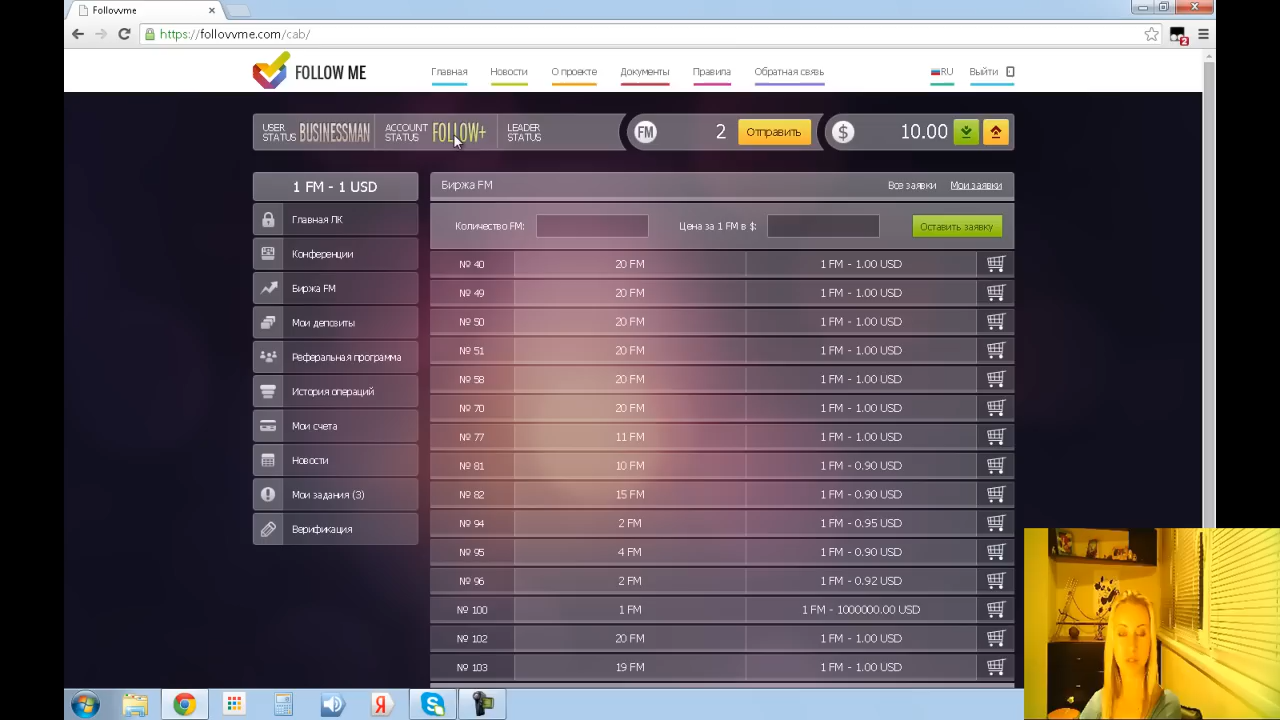 Followme
https://followme.com/cab/
2
FOLLOW ME
Главная
Новости
О проекте
Документы
Правила
Обратная связь
RU
Выйти
USER STATUS BUSINESSMAN
ACCOUNT STATUS FOLLOW+
LEADER STATUS
FM
2
Отправить
$
10.00
1 FM - 1 USD
Главная ЛК
Конференции
Биржа FM
Мои депозиты
Реферальная программа
История операций
Мои счета
Новости
Мои задания (3)
Верификация
Биржа FM
Все заявки
Мои заявки
Количество FM:
Цена за 1 FM в $:
Оставить заявку
№ 40 20 FM 1 FM - 1.00 USD
№ 49 20 FM 1 FM - 1.00 USD
№ 50 20 FM 1 FM - 1.00 USD
№ 51 20 FM 1 FM - 1.00 USD
№ 58 20 FM 1 FM - 1.00 USD
№ 70 20 FM 1 FM - 1.00 USD
№ 77 11 FM 1 FM - 1.00 USD
№ 81 10 FM 1 FM - 0.90 USD
№ 82 15 FM 1 FM - 0.90 USD
№ 94 2 FM 1 FM - 0.95 USD
№ 95 4 FM 1 FM - 0.90 USD
№ 96 2 FM 1 FM - 0.92 USD
№ 100 1 FM 1 FM - 1000000.00 USD
№ 102 20 FM 1 FM - 1.00 USD
№ 103 19 FM 1 FM - 1.00 USD
Я